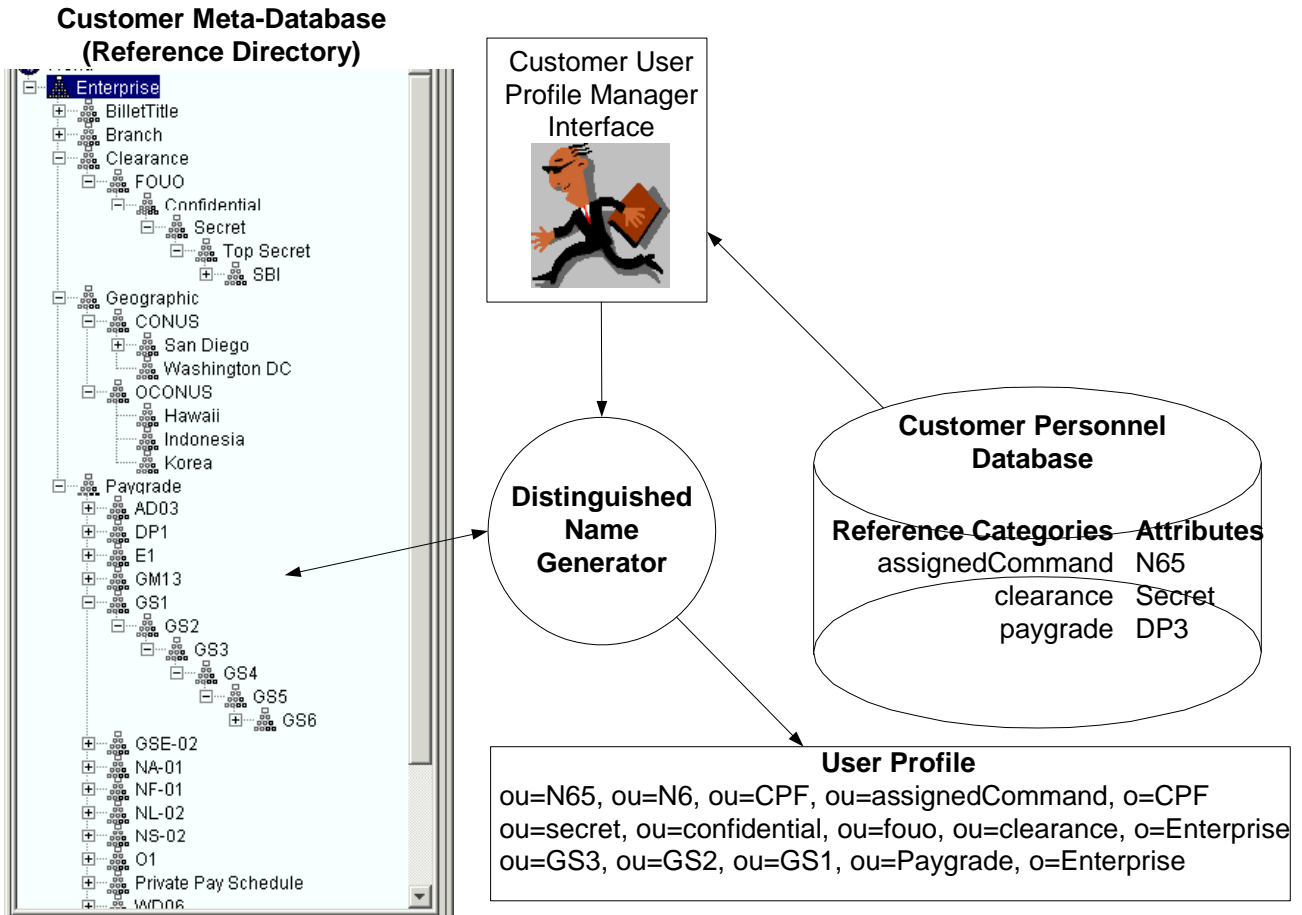 Customer Meta-Database
(Reference Directory)
Enterprise
BilletTitle
Branch
Clearance
FOUO
Confidential
Secret
Top Secret
SBI
Geographic
CONUS
San Diego
Washington DC
OCONUS
Hawaii
Indonesia
Korea
Paygrade
AD03
DP1
E1
GM13
GS1
GS2
GS3
GS4
GS5
GS6
GSE-02
NA-01
NF-01
NL-02
NS-02
O1
Private Pay Schedule
WD06
Customer User
Profile Manager
Interface
Distinguished
Name
Generator
Customer Personnel
Database
Reference Categories Attributes
assignedCommand N65
clearance Secret
paygrade DP3
User Profile
ou=N65, ou=N6, ou=CPF, ou=assignedCommand, o=CPF
ou=secret, ou=confidential, ou=fouo, ou=clearance, o=Enterprise
ou=GS3, ou=GS2, ou=GS1, ou=Paygrade, o=Enterprise